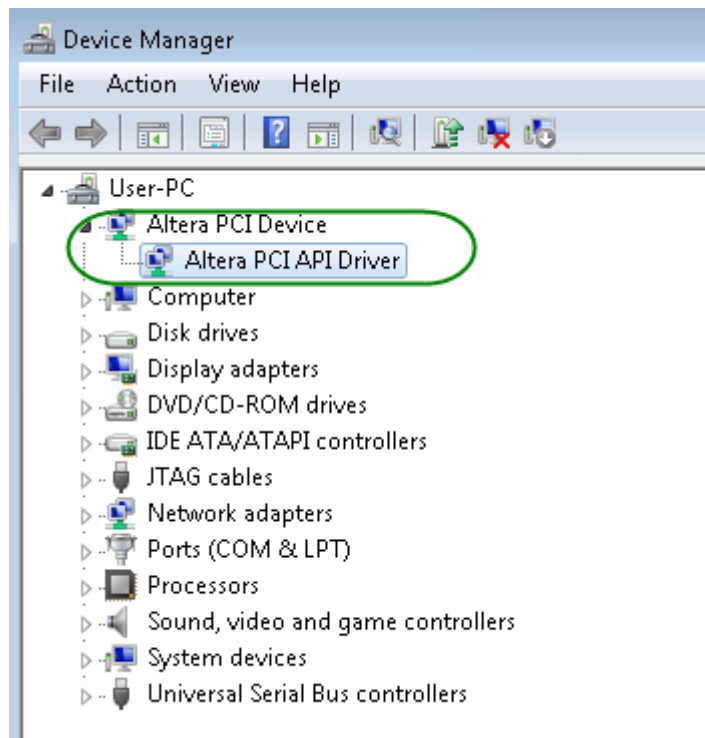 Device Manager
File Action View Help
?
User-PC
Altera PCI Device
Altera PCI API Driver
Computer
Disk drives
Display adapters
DVD/CD-ROM drives
IDE ATA/ATAPI controllers
JTAG cables
Network adapters
Ports (COM & LPT)
Processors
Sound, video and game controllers
System devices
Universal Serial Bus controllers